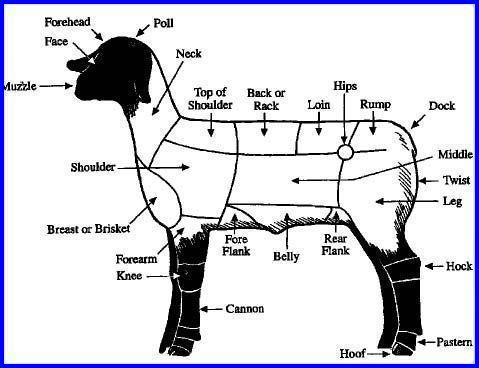 Forehead
Poll
Face
Neck
Muzzle
Top of
Shoulder
Back or
Rack
Loin
Hips
Rump
Dock
Shoulder
Middle
Twist
Leg
Breast or Brisket
Forearm
Fore
Flank
Belly
Rear
Flank
Knee
Hock
Cannon
Pastern
Hoof